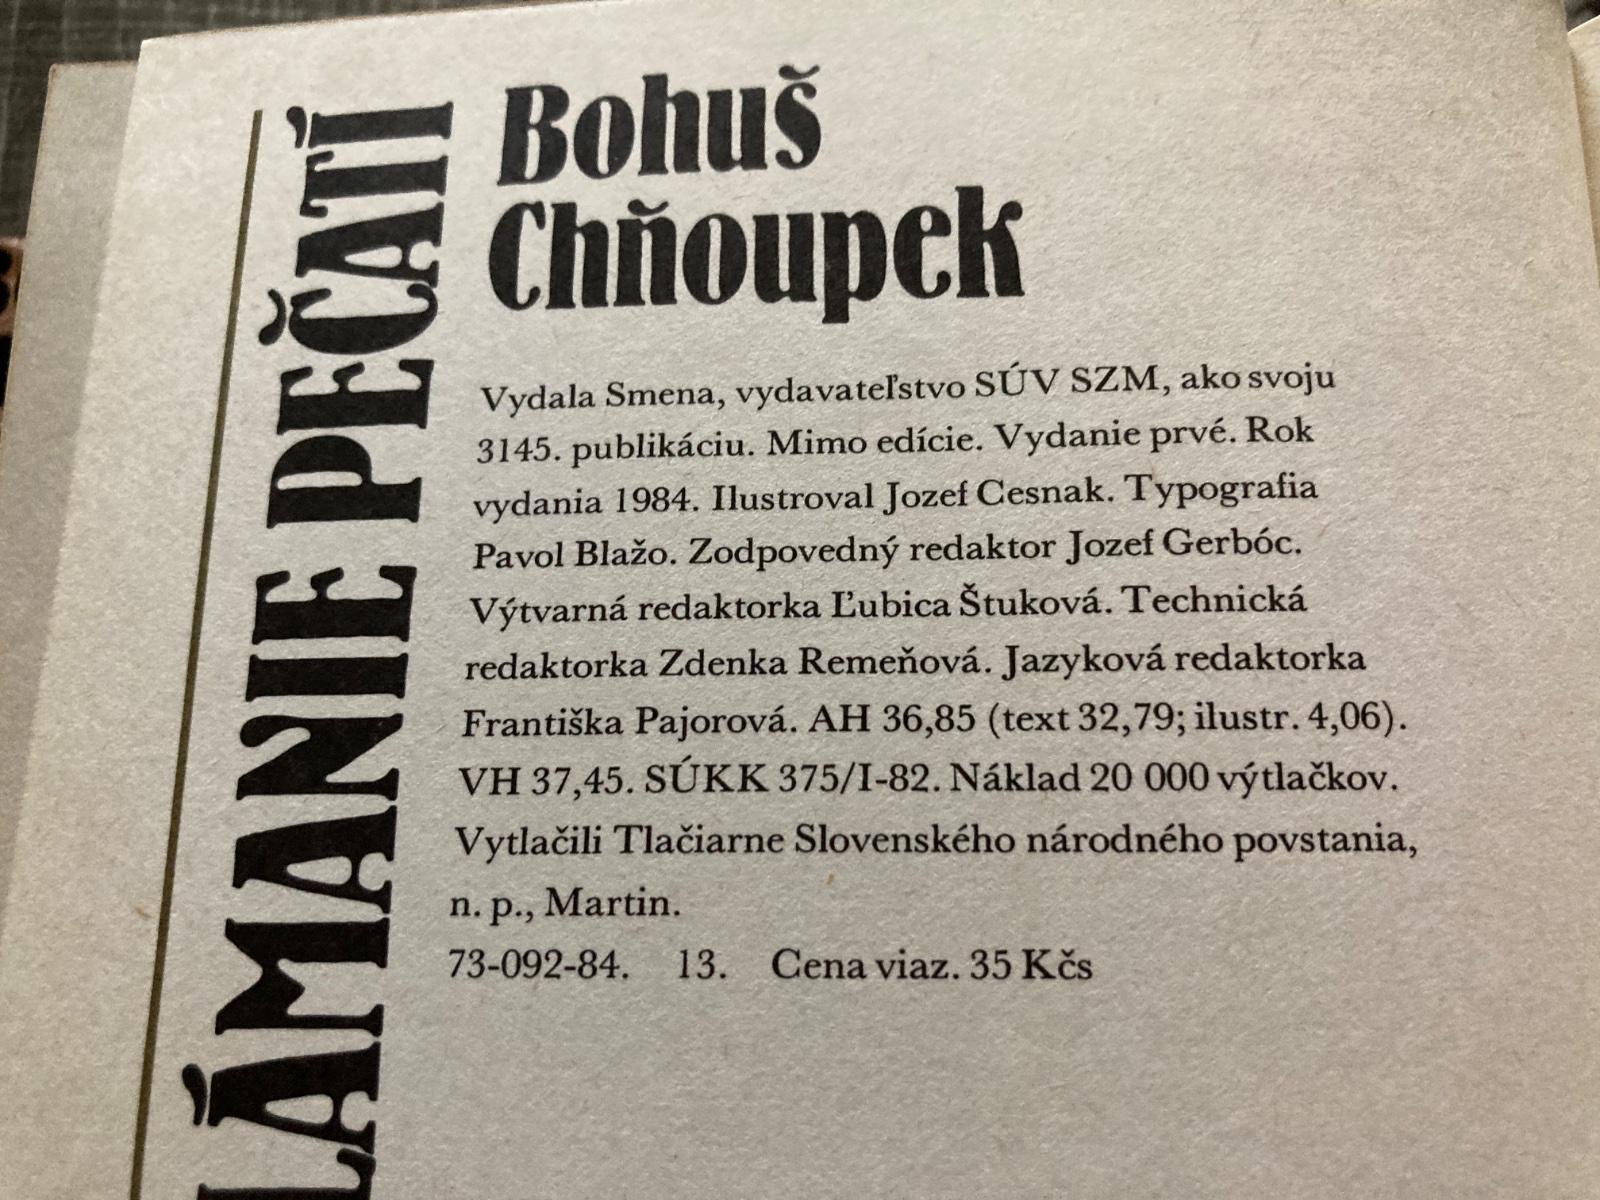 LÁMANIE PEČATÍ
Bohuš
Chňoupek
Vydala Smena, vydavateľstvo SÚV SZM, ako svoju
3145. publikáciu. Mimo edície. Vydanie prvé. Rok
vydania 1984. Ilustroval Jozef Cesnak. Typografia
Pavol Blažo. Zodpovedný redaktor Jozef Gerbóc.
Výtvarná redaktorka Ľubica Štuková. Technická
redaktorka Zdenka Remeňová. Jazyková redaktorka
Františka Pajorová. AH 36,85 (text 32,79; ilustr. 4,06).
VH 37,45. SÚKK 375/I-82. Náklad 20 000 výtlačkov.
Vytlačili Tlačiarne Slovenského národného povstania,
n. p., Martin.
73-092-84. 13. Cena viaz. 35 Kčs